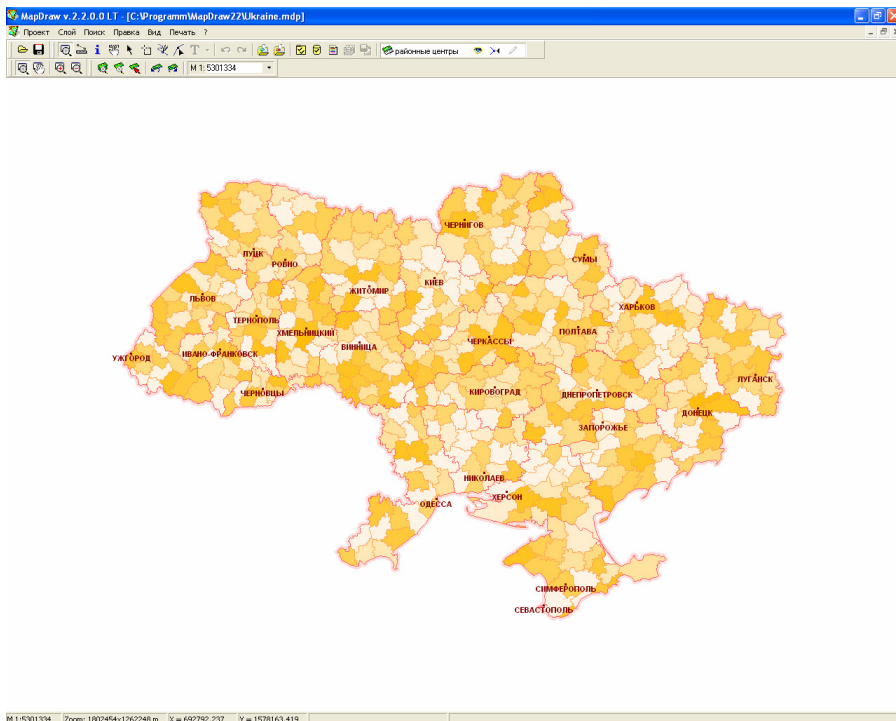 MapDraw v.2.2.0.0 LT - [C:\Programm\MapDraw22\Ukraine.mdp]
Проект Слой Поиск Правка Вид Печать ?
районные центры
M 1: 5301334
ЧЕРНИГОВ
ЛУЦК
РОВНО
СУМЫ
КИЕВ
ЖИТОМИР
ЛЬВОВ
ХАРЬКОВ
ТЕРНОПОЛЬ
ХМЕЛЬНИЦКИЙ
ПОЛТАВА
ЧЕРКАССЫ
ВИННИЦА
УЖГОРОД
ИВАНО-ФРАНКОВСК
ЛУГАНСК
ЧЕРНОВЦЫ
КИРОВОГРАД
ДНЕПРОПЕТРОВСК
ДОНЕЦК
ЗАПОРОЖЬЕ
НИКОЛАЕВ
ХЕРСОН
ОДЕССА
СИМФЕРОПОЛЬ
СЕВАСТОПОЛЬ
M 1:5301334 Zoom: 1802454x1262248 m X = 692792.237 Y = 1578163.419